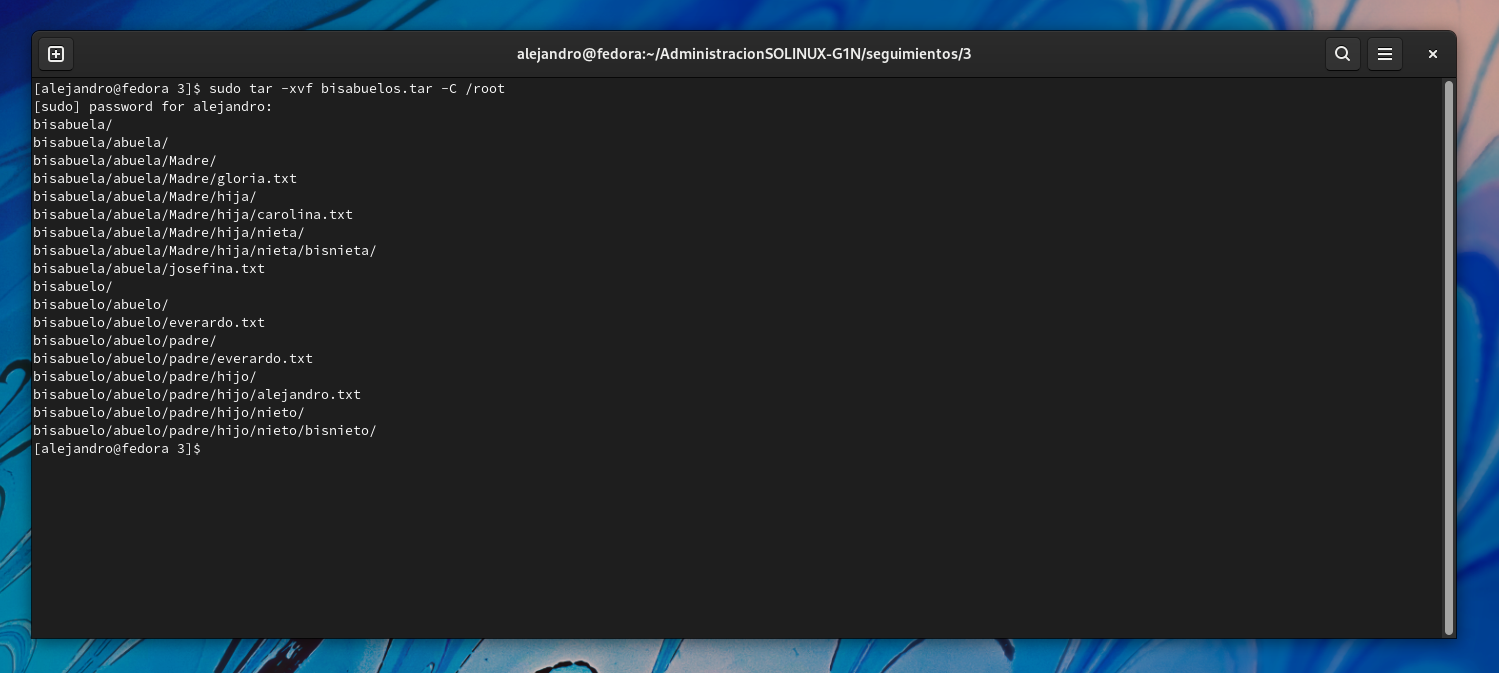 alejandro@fedora:~/AdministracionSOLINUX-G1N/seguimientos/3
[alejandro@fedora 3]$ sudo tar -xvf bisabuelos.tar -C /root
[sudo] password for alejandro:
bisabuela/
bisabuela/abuela/
bisabuela/abuela/Madre/
bisabuela/abuela/Madre/gloria.txt
bisabuela/abuela/Madre/hija/
bisabuela/abuela/Madre/hija/carolina.txt
bisabuela/abuela/Madre/hija/nieta/
bisabuela/abuela/Madre/hija/nieta/bisnieta/
bisabuela/abuela/josefina.txt
bisabuelo/
bisabuelo/abuelo/
bisabuelo/abuelo/everardo.txt
bisabuelo/abuelo/padre/
bisabuelo/abuelo/padre/everardo.txt
bisabuelo/abuelo/padre/hijo/
bisabuelo/abuelo/padre/hijo/alejandro.txt
bisabuelo/abuelo/padre/hijo/nieto/
bisabuelo/abuelo/padre/hijo/nieto/bisnieto/
[alejandro@fedora 3]$